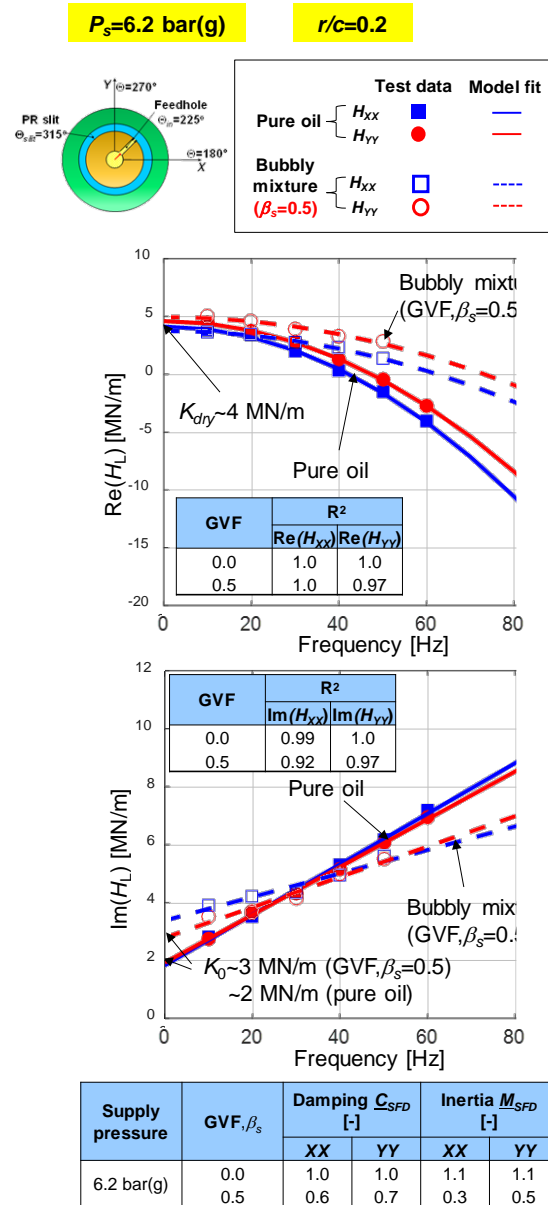 Ps=6.2 bar(g) r/c=0.2
Y Θ=270°
Feedhole
PR slit Θin=225°
Θslit=315°
Θ=180°
X
Test data Model fit
Pure oil HXX
HYY
Bubbly
mixture HXX
(βs=0.5) HYY
10
5
0
-5
-10
-15
-20
Re(HL) [MN/m]
Bubbly mixtu
(GVF,βs=0.5
Kdry~4 MN/m
Pure oil
GVF R²
Re(HXX) Re(HYY)
0.0 1.0 1.0
0.5 1.0 0.97
20 40 60 80
Frequency [Hz]
12
10
8
6
4
2
0
Im(HL) [MN/m]
GVF R²
Im(HXX) Im(HYY)
0.0 0.99 1.0
0.5 0.92 0.97
Pure oil
Bubbly mixt
(GVF,βs=0.5
K0~3 MN/m (GVF,βs=0.5)
~2 MN/m (pure oil)
0 20 40 60 80
Frequency [Hz]
Supply pressure GVF,βs Damping CSFD [-] Inertia MSFD [-]
XX YY XX YY
6.2 bar(g) 0.0 1.0 1.0 1.1 1.1
0.5 0.6 0.7 0.3 0.5